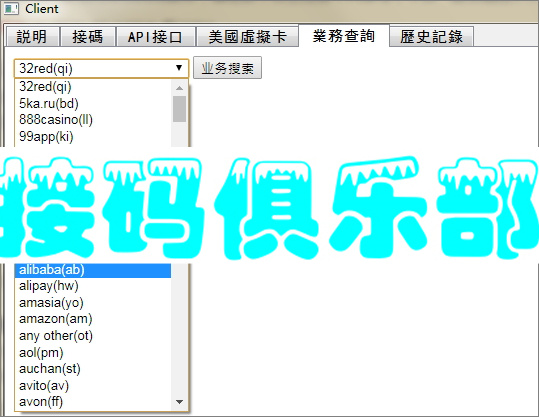 Client
説明 接碼 API接口 美國虛擬卡 業務查詢 歷史記錄
32red(qi) 业务搜索
32red(qi)
5ka.ru(bd)
888casino(ll)
99app(ki)
接码俱乐部
alibaba(ab)
alipay(hw)
amasia(yo)
amazon(am)
any other(ot)
aol(pm)
auchan(st)
avito(av)
avon(ff)